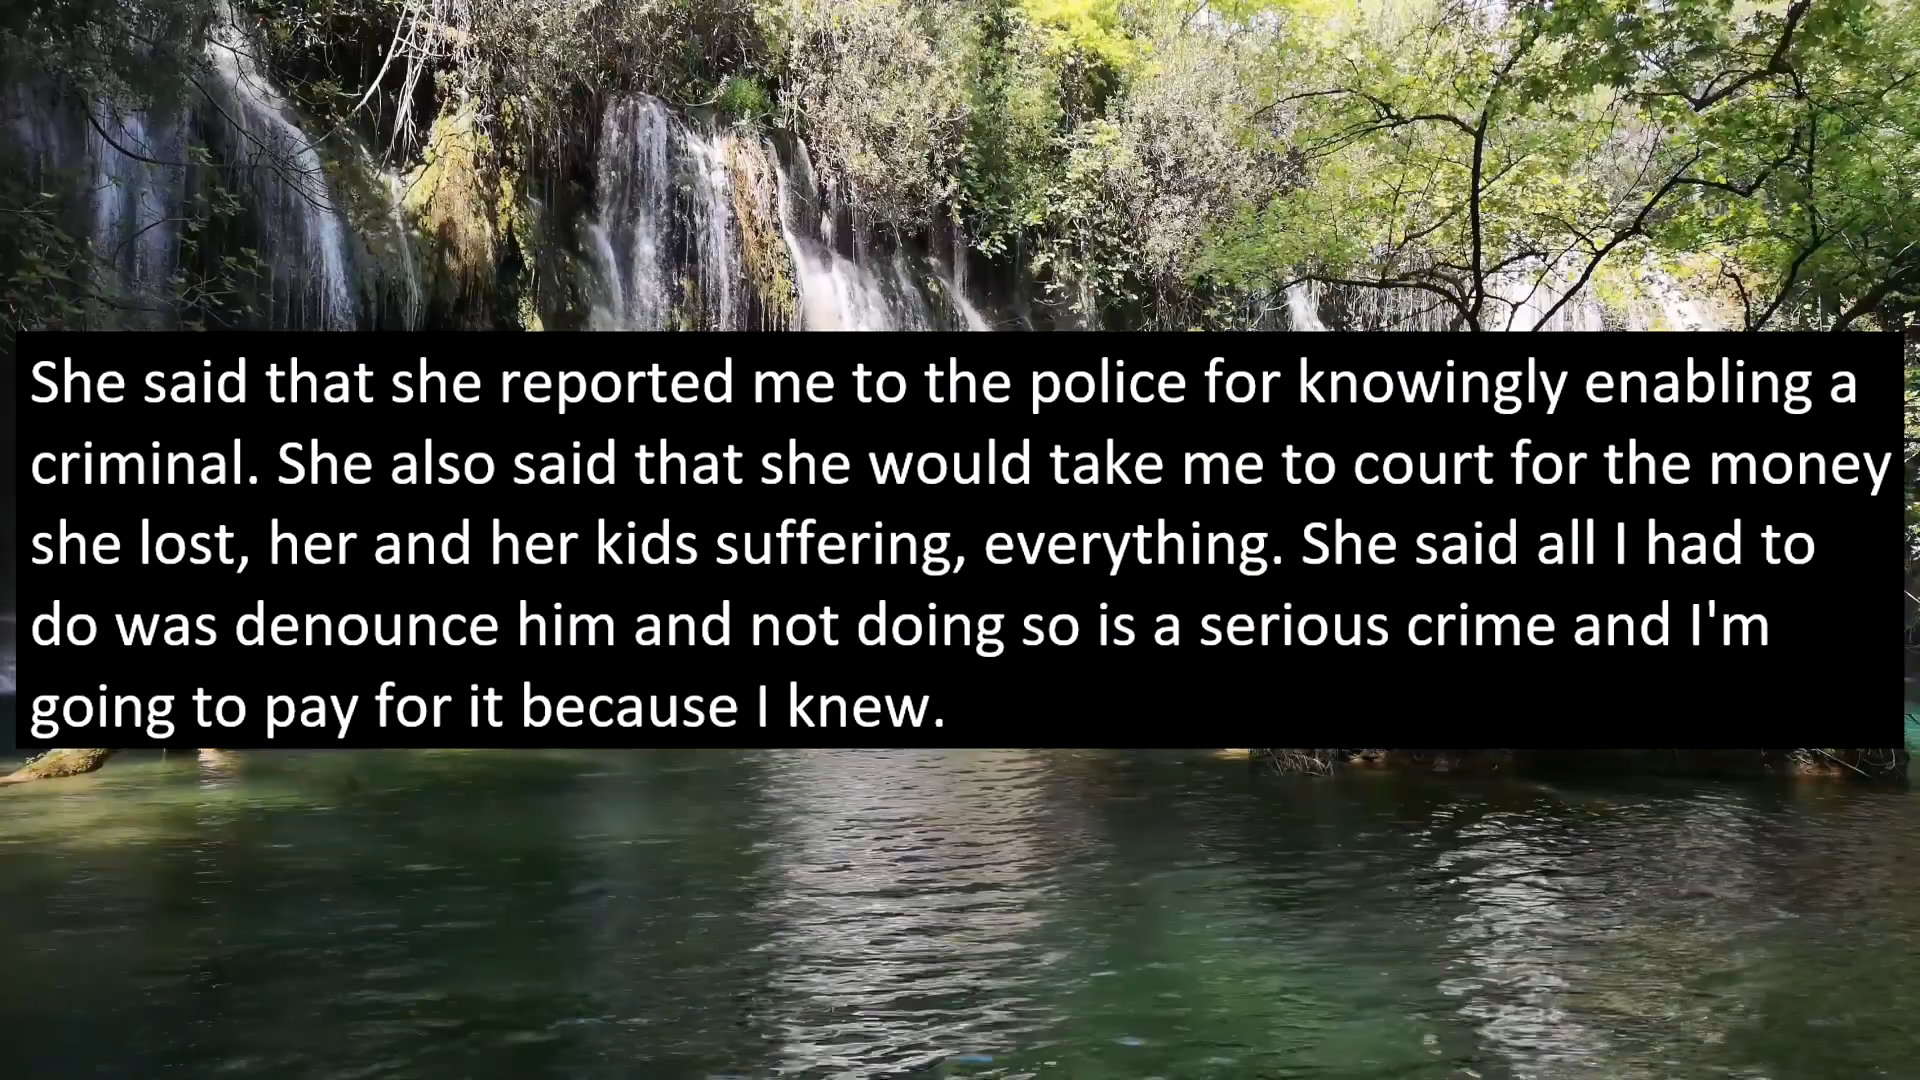 She said that she reported me to the police for knowingly enabling a
criminal. She also said that she would take me to court for the money
she lost, her and her kids suffering, everything. She said all I had to
do was denounce him and not doing so is a serious crime and I'm
going to pay for it because I knew.